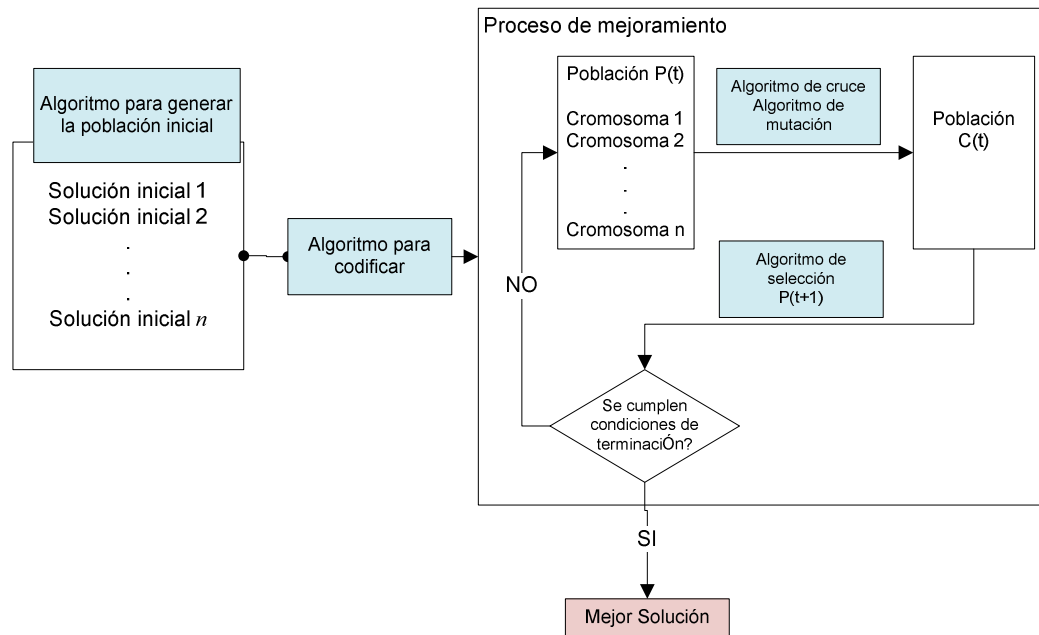 Proceso de mejoramiento
Algoritmo para generar
la población inicial
Solución inicial 1
Solución inicial 2
.
.
.
Solución inicial n
Algoritmo para
codificar
Población P(t)
Cromosoma 1
Cromosoma 2
.
.
.
Cromosoma n
Algoritmo de cruce
Algoritmo de
mutación
Población
C(t)
Algoritmo de
selección
P(t+1)
NO
Se cumplen
condiciones de
terminaciÓn?
SI
Mejor Solución